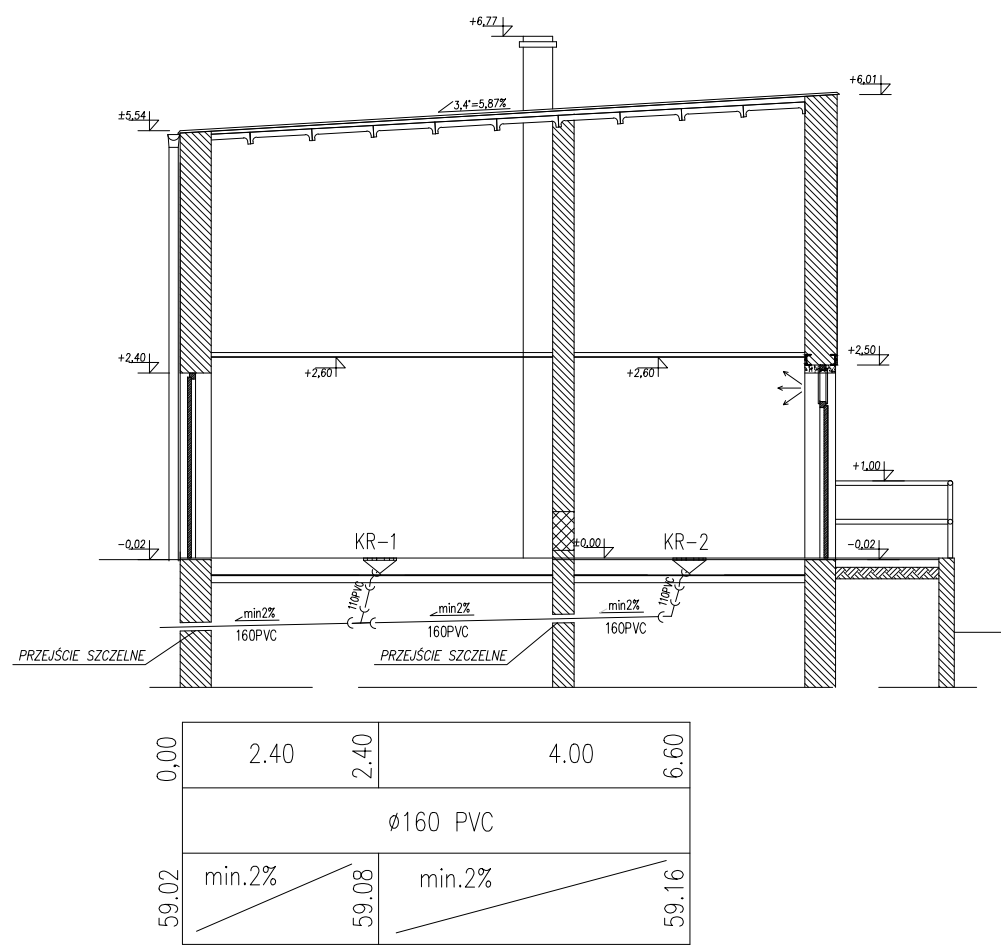 +6.77
+6.01
3.4°=5.87%
±5.54
+2.40
+2.50
+2.60
+2.60
+1.00
KR-1
±0.00
KR-2
-0.02
-0.02
110PVC
110PVC
min2%
160PVC
min2%
160PVC
min2%
160PVC
PRZEJŚCIE SZCZELNE
PRZEJŚCIE SZCZELNE
0,00
2.40
2.40
4.00
6.60
ø160 PVC
59.02
min.2%
59.08
min.2%
59.16